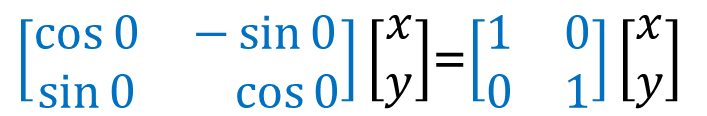 [cos 0 − sin 0] [x] = [1 0] [x]
[sin 0 cos 0] [y] [0 1] [y]